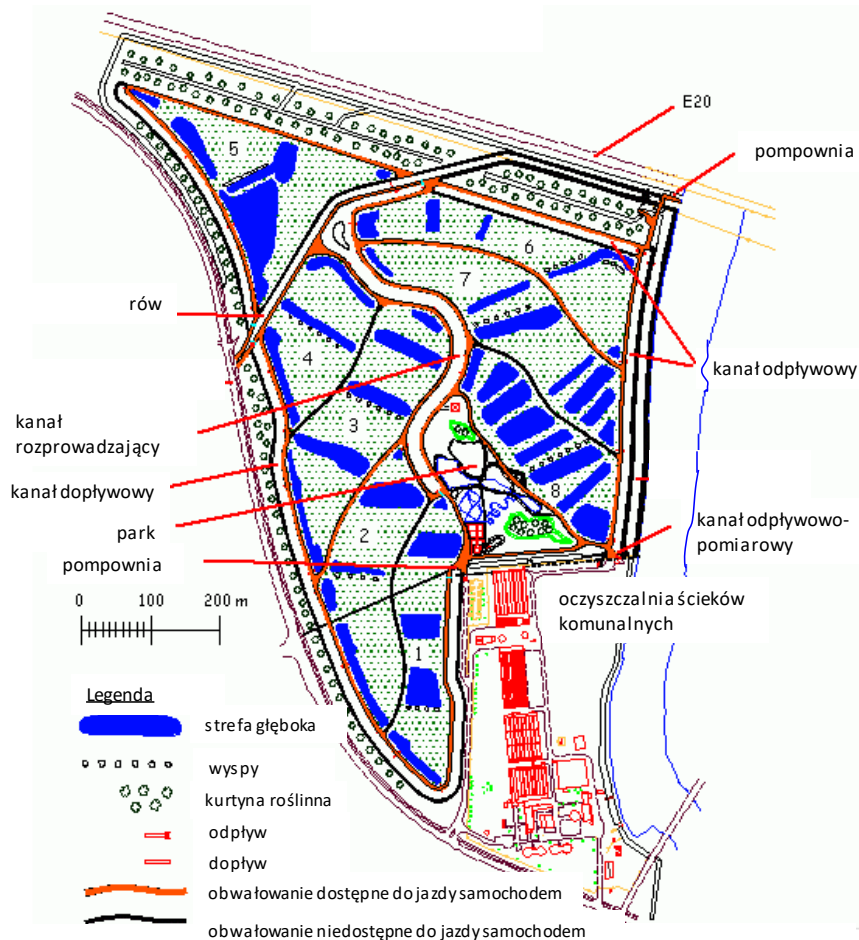 E20
pompownia
5
6
7
rów
4
kanał odpływowy
kanał
rozprowadzający
3
kanał dopływowy
8
park
kanał odpływowo-
pomiarowy
2
pompownia
0 100 200 m
oczyszczalnia ścieków
komunalnych
1
Legenda
strefa głęboka
wyspy
kurtyna roślinna
odpływ
dopływ
obwałowanie dostępne do jazdy samochodem
obwałowanie niedostępne do jazdy samochodem